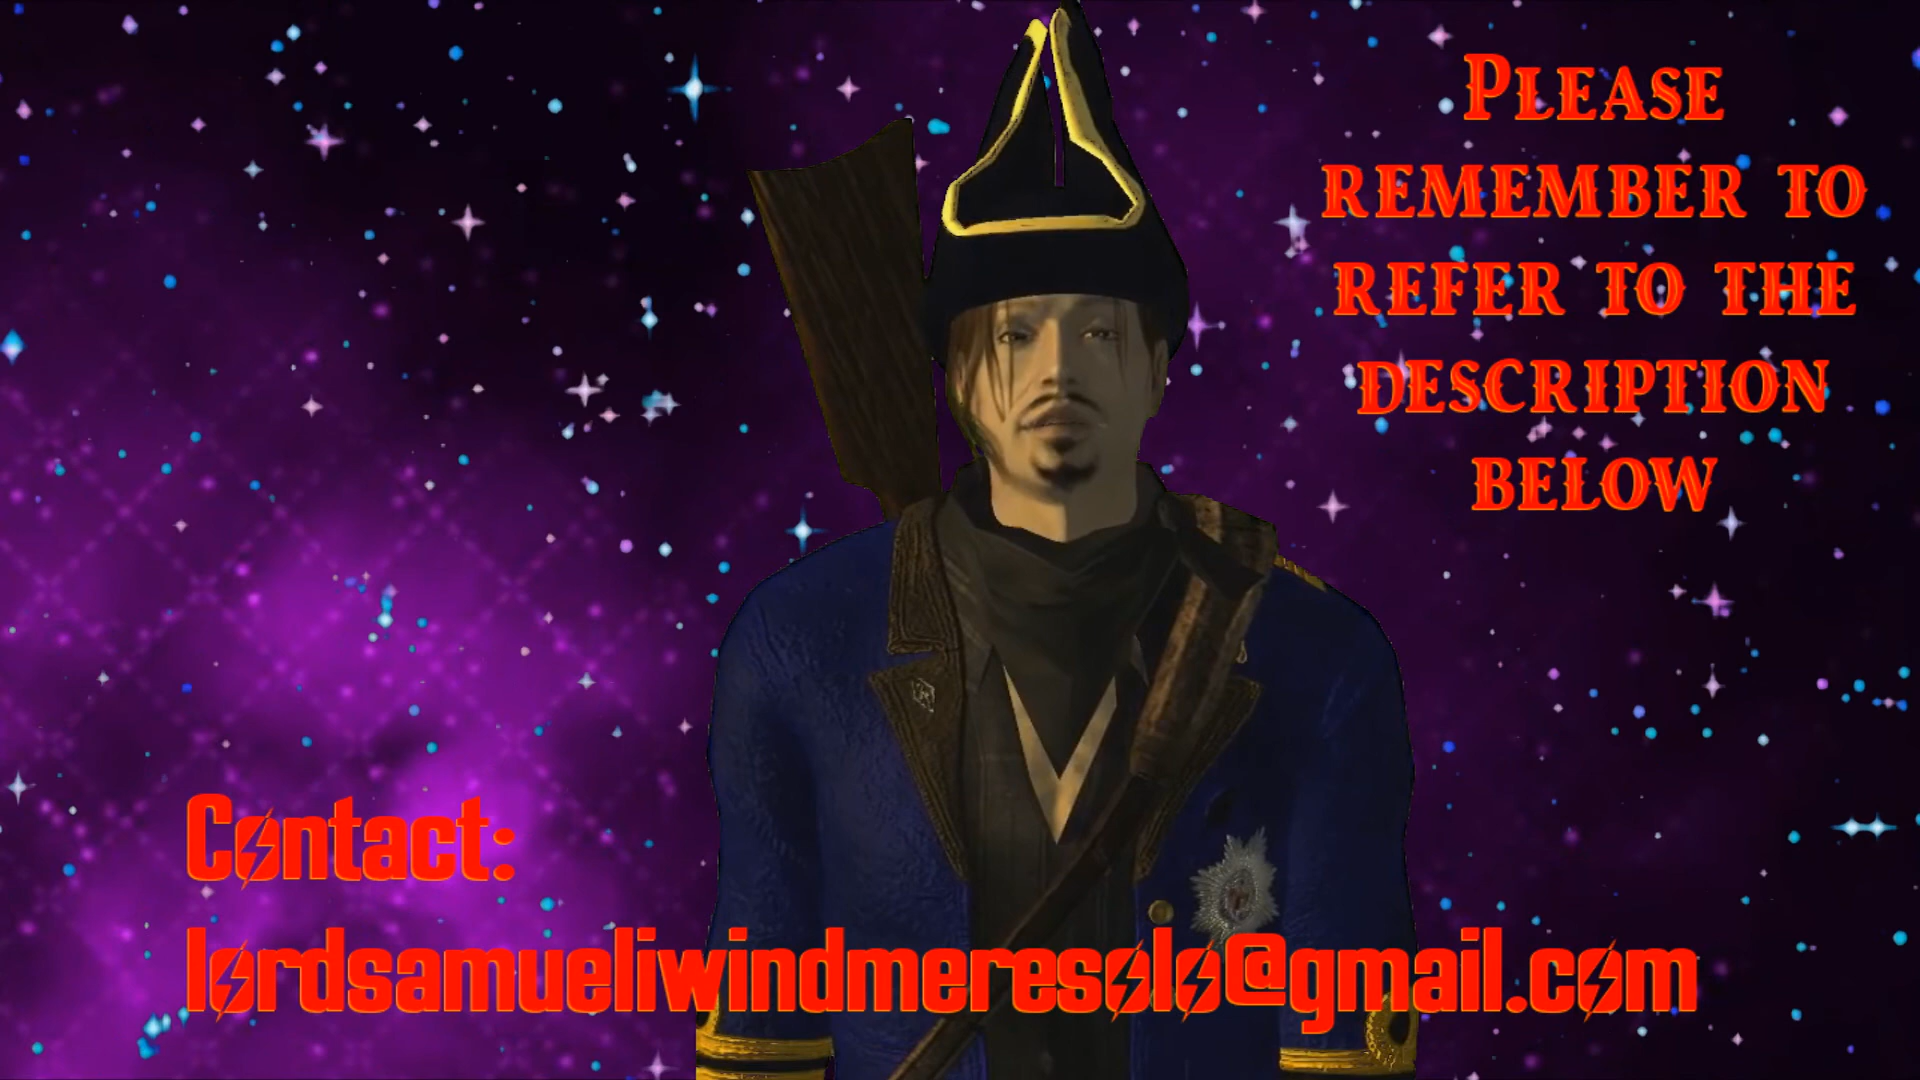 Please
remember to
refer to the
description
below
Contact:
lordsamueliwindmeresolo@gmail.com